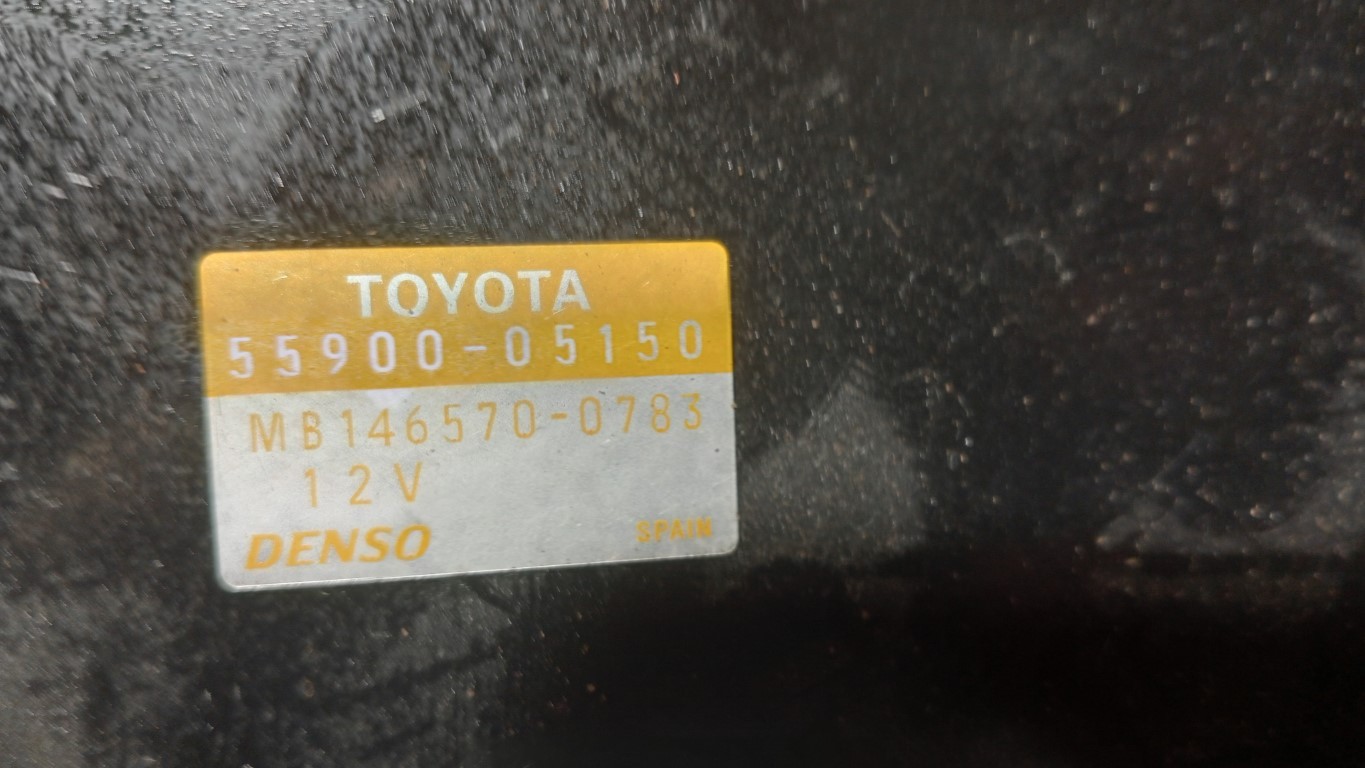 TOYOTA
55900-05150
MB146570-0783
12V
DENSO SPAIN